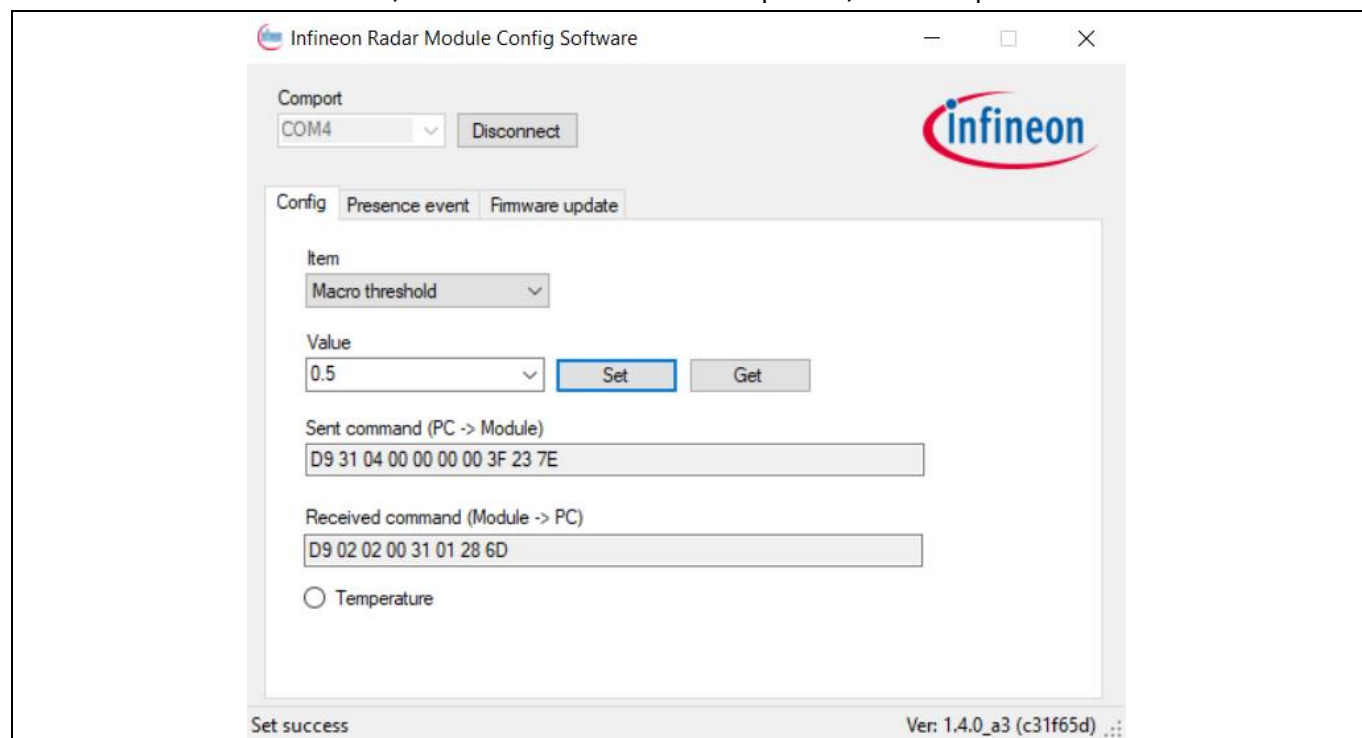 Infineon Radar Module Config Software
Comport
COM4
Disconnect
infineon
Config Presence event Firmware update
Item
Macro threshold
Value
0.5
Set
Get
Sent command (PC -> Module)
D9 31 04 00 00 00 00 3F 23 7E
Received command (Module -> PC)
D9 02 02 00 31 01 28 6D
Temperature
Set success
Ver: 1.4.0_a3 (c31f65d)